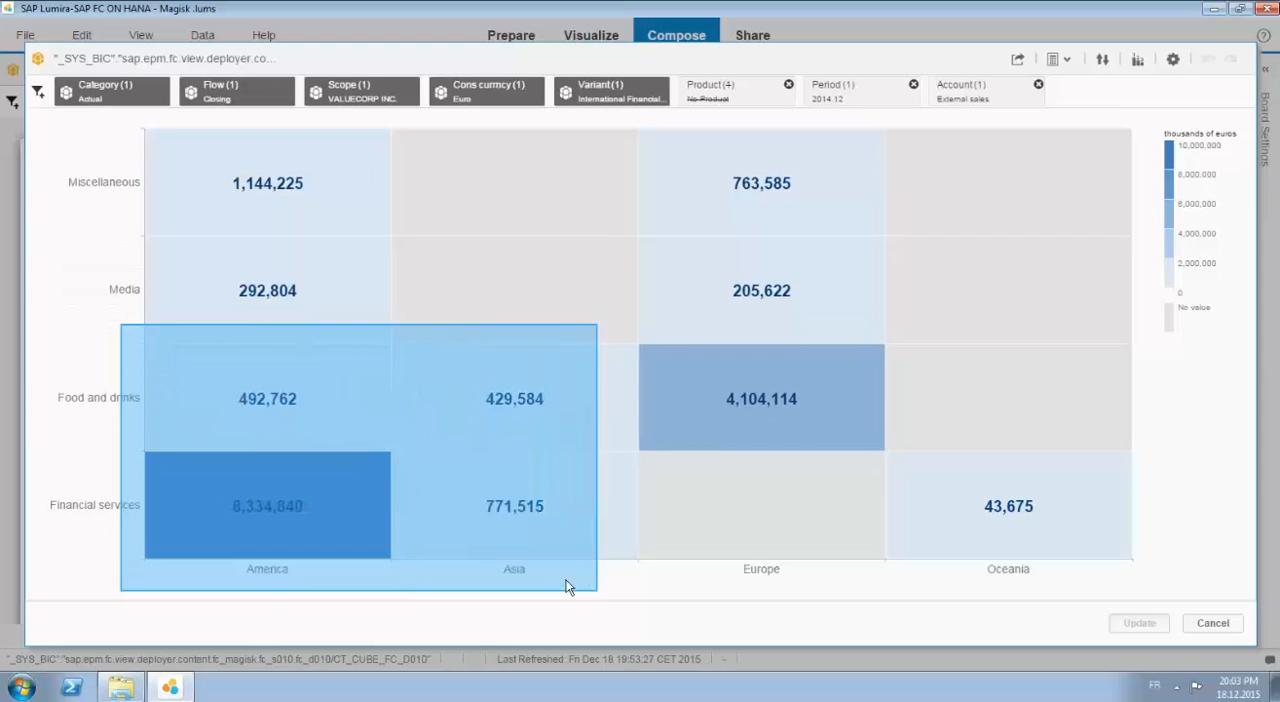 SAP Lumira-SAP FC ON HANA - Magisk .lums
File Edit View Data Help Prepare Visualize Compose Share
"_SYS_BIC"."sap.epm.fc.view.deployer.co...
Category (1) Flow (1) Scope (1) Cons currncy (1) Variant (1) Product (4) Period (1) Account (1)
Actual Closing VALUECORP INC. Euro International Financial... No Product 2014.12 External sales
Board Settings
thousands of euros
10,000,000
8,000,000
6,000,000
4,000,000
2,000,000
0
No value
Miscellaneous 1,144,225 763,585
Media 292,804 205,622
Food and drinks 492,762 429,584 4,104,114
Financial services 8,334,840 771,515 43,675
America Asia Europe Oceania
Update Cancel
"_SYS_BIC"."sap.epm.fc.view.deployer.content.fc_magisk.fc_s010.fc_d010/CT_CUBE_FC_D010" Last Refreshed: Fri Dec 18 19:53:27 CET 2015 -
FR 20:03 PM
18.12.2015